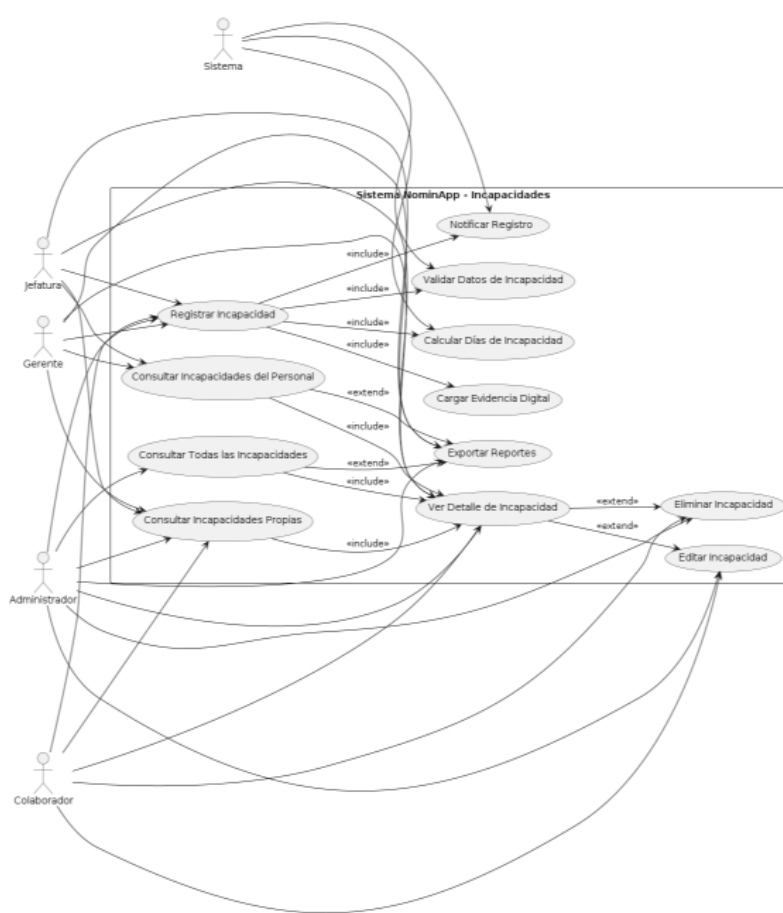 Sistema
Sistema NominApp - Incapacidades
Notificar Registro
Jefatura
«include»
Validar Datos de Incapacidad
«include»
Registrar Incapacidad
«include»
Calcular Días de Incapacidad
Gerente
«include»
Consultar Incapacidades del Personal
«extend»
Cargar Evidencia Digital
«include»
Exportar Reportes
Consultar Todas las Incapacidades
«extend»
«include»
Ver Detalle de Incapacidad
«extend»
Eliminar Incapacidad
Consultar Incapacidades Propias
«extend»
«include»
Editar Incapacidad
Administrador
Colaborador